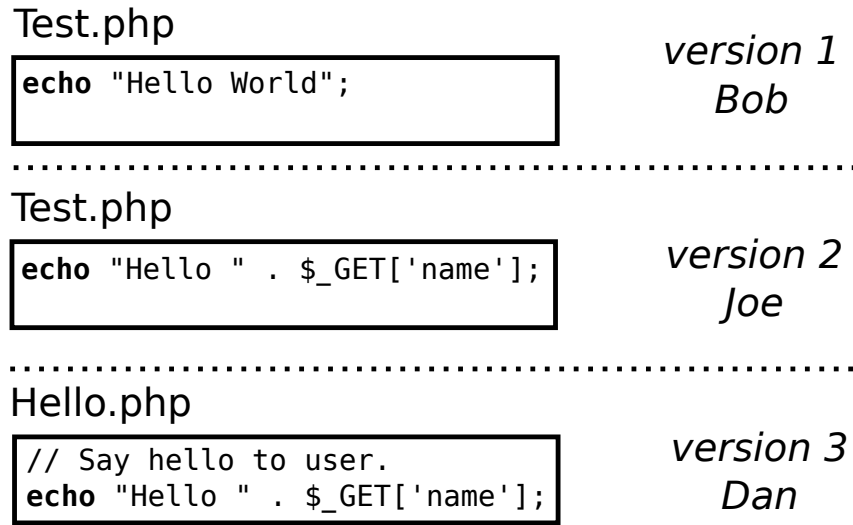 Test.php
echo "Hello World";
version 1
Bob
Test.php
echo "Hello " . $_GET['name'];
version 2
Joe
Hello.php
// Say hello to user.
echo "Hello " . $_GET['name'];
version 3
Dan